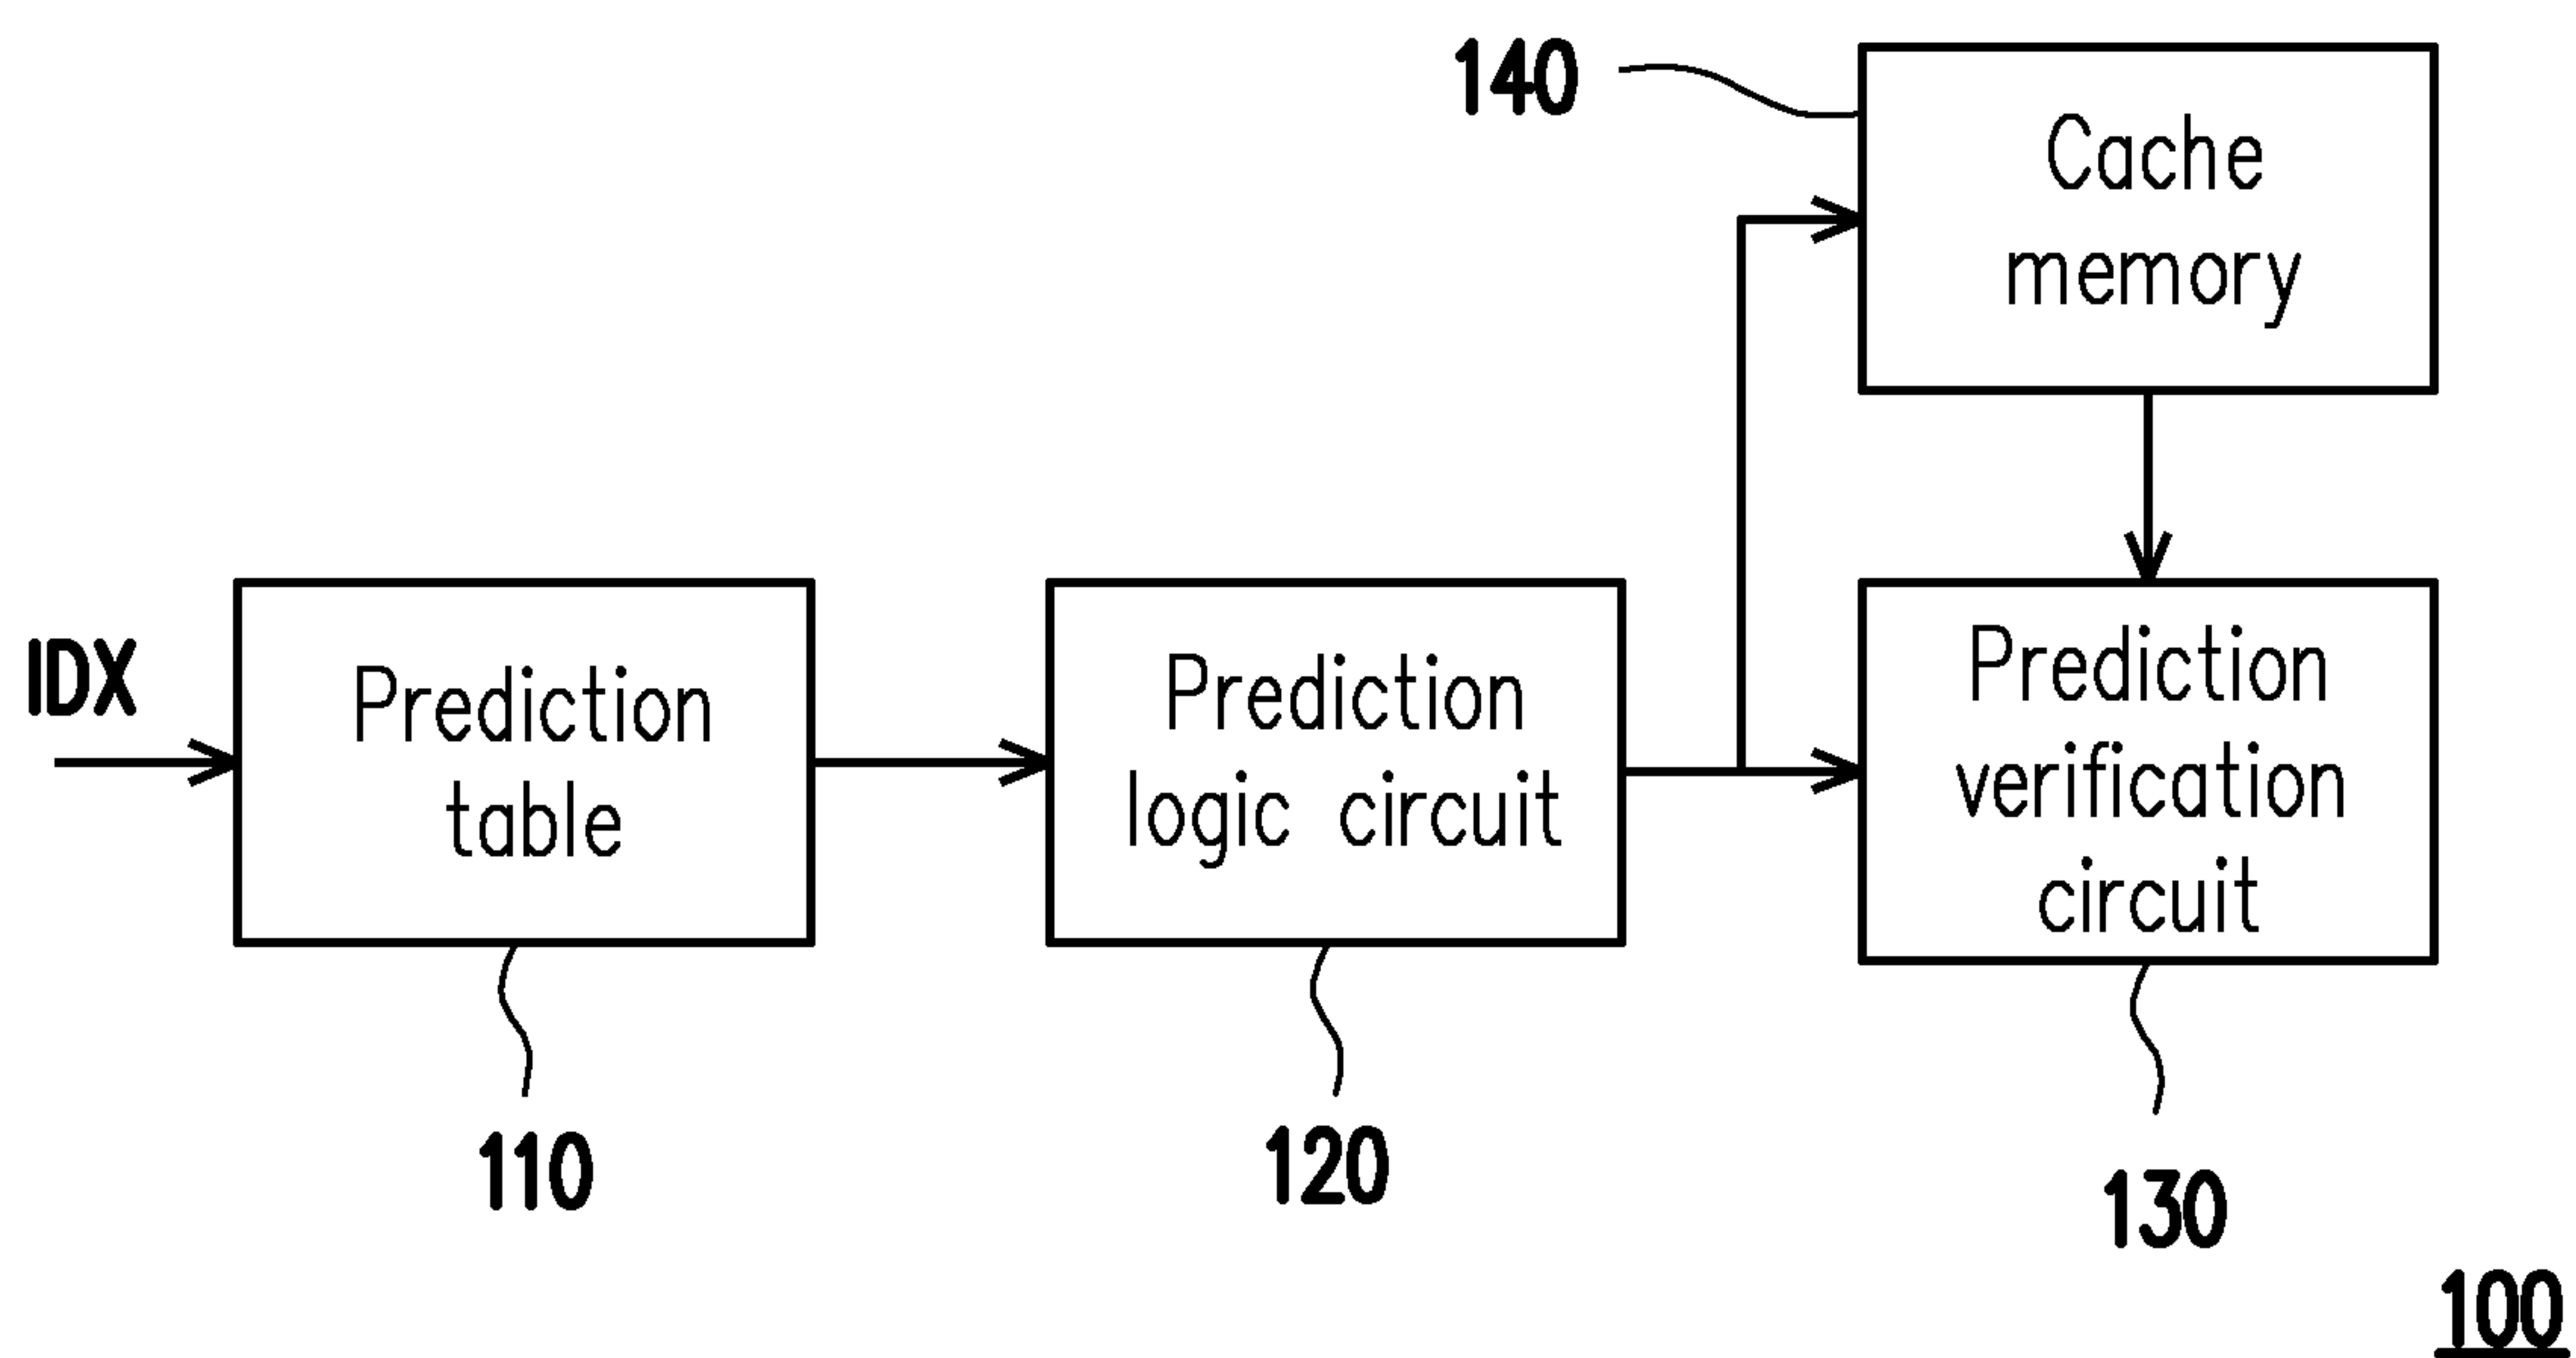 140
Cache
memory
IDX
Prediction
table
Prediction
logic circuit
Prediction
verification
circuit
110
120
130
100